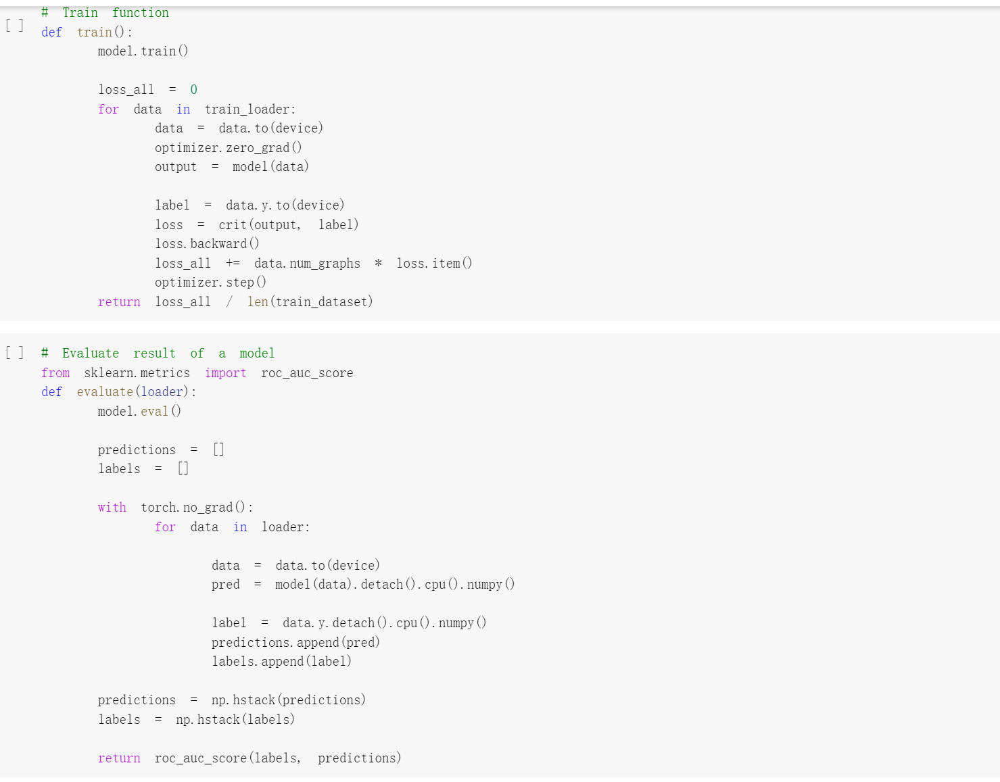 # Train function
[ ]
def train():
model.train()
loss_all = 0
for data in train_loader:
data = data.to(device)
optimizer.zero_grad()
output = model(data)
label = data.y.to(device)
loss = crit(output, label)
loss.backward()
loss_all += data.num_graphs * loss.item()
optimizer.step()
return loss_all / len(train_dataset)
[ ] # Evaluate result of a model
from sklearn.metrics import roc_auc_score
def evaluate(loader):
model.eval()
predictions = []
labels = []
with torch.no_grad():
for data in loader:
data = data.to(device)
pred = model(data).detach().cpu().numpy()
label = data.y.detach().cpu().numpy()
predictions.append(pred)
labels.append(label)
predictions = np.hstack(predictions)
labels = np.hstack(labels)
return roc_auc_score(labels, predictions)